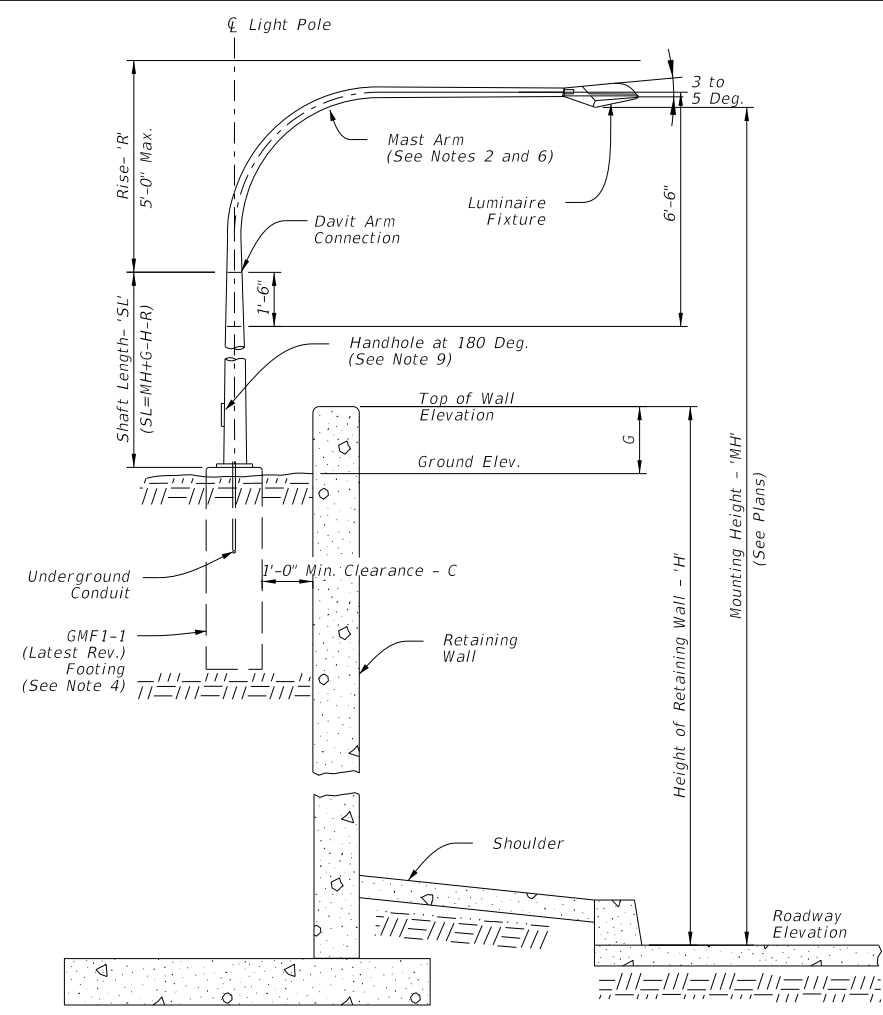 ℄ Light Pole
3 to
5 Deg.
Rise- 'R'
5'-0" Max.
Mast Arm
(See Notes 2 and 6)
Luminaire
Fixture
6'-6"
Davit Arm
Connection
1'-6"
Shaft Length- 'SL'
(SL=MH+G-H-R)
Handhole at 180 Deg.
(See Note 9)
Top of Wall
Elevation
G
Ground Elev.
Mounting Height - 'MH'
(See Plans)
1'-0" Min. Clearance - C
Underground
Conduit
GMF1-1
(Latest Rev.)
Footing
(See Note 4)
Retaining
Wall
Height of Retaining Wall - 'H'
Shoulder
Roadway
Elevation